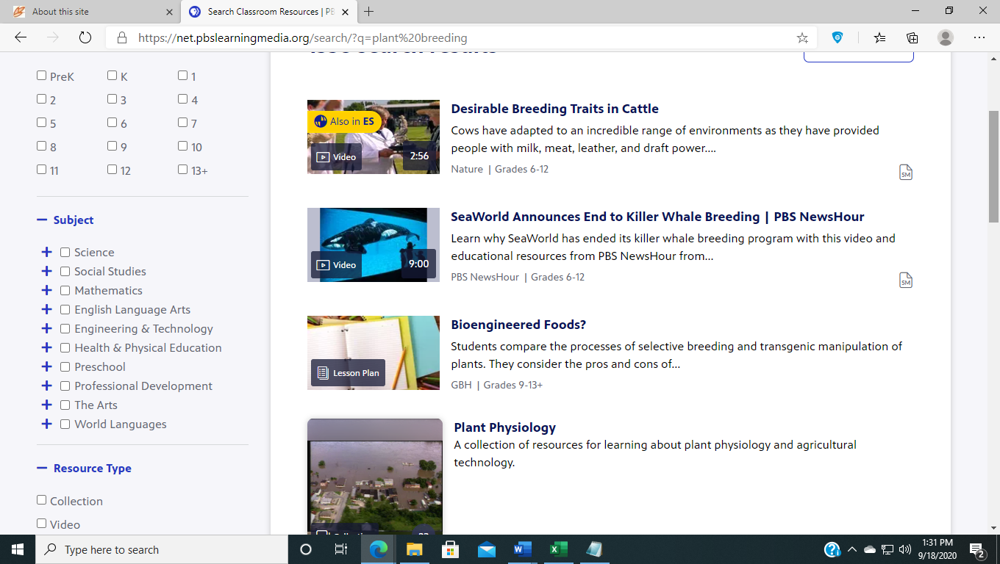 About this site
Search Classroom Resources | PB
https://net.pbslearningmedia.org/search/?q=plant%20breeding
PreK
K
1
2
3
4
5
6
7
8
9
10
11
12
13+
Subject
Science
Social Studies
Mathematics
English Language Arts
Engineering & Technology
Health & Physical Education
Preschool
Professional Development
The Arts
World Languages
Resource Type
Collection
Video
Also in ES
Video
2:56
Desirable Breeding Traits in Cattle
Cows have adapted to an incredible range of environments as they have provided
people with milk, meat, leather, and draft power....
Nature | Grades 6-12
SM
Video
9:00
SeaWorld Announces End to Killer Whale Breeding | PBS NewsHour
Learn why SeaWorld has ended its killer whale breeding program with this video and
educational resources from PBS NewsHour from...
PBS NewsHour | Grades 6-12
SM
Lesson Plan
Bioengineered Foods?
Students compare the processes of selective breeding and transgenic manipulation of
plants. They consider the pros and cons of...
GBH | Grades 9-13+
Plant Physiology
A collection of resources for learning about plant physiology and agricultural
technology.
Type here to search
1:31 PM
9/18/2020
2